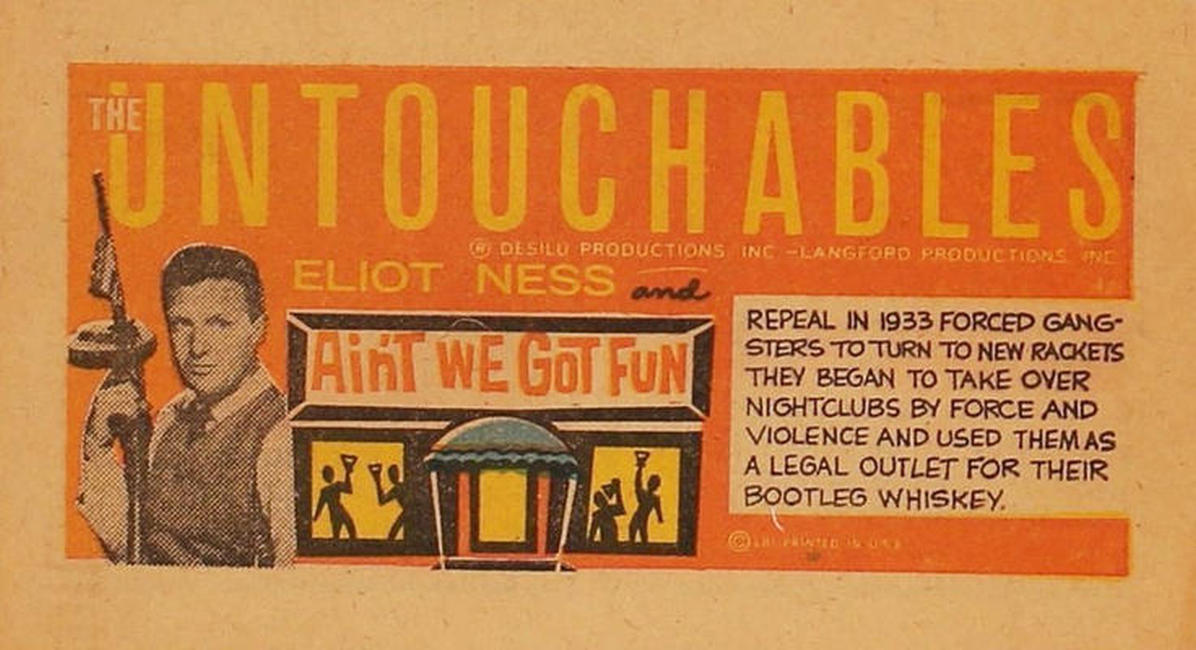 THE UNTOUCHABLES
® DESILU PRODUCTIONS INC - LANGFORD PRODUCTIONS INC
ELIOT NESS and
Ain't WE GOT FUN
REPEAL IN 1933 FORCED GANG-
STERS TO TURN TO NEW RACKETS
THEY BEGAN TO TAKE OVER
NIGHTCLUBS BY FORCE AND
VIOLENCE AND USED THEM AS
A LEGAL OUTLET FOR THEIR
BOOTLEG WHISKEY.
© PRINTED IN U.S.A.